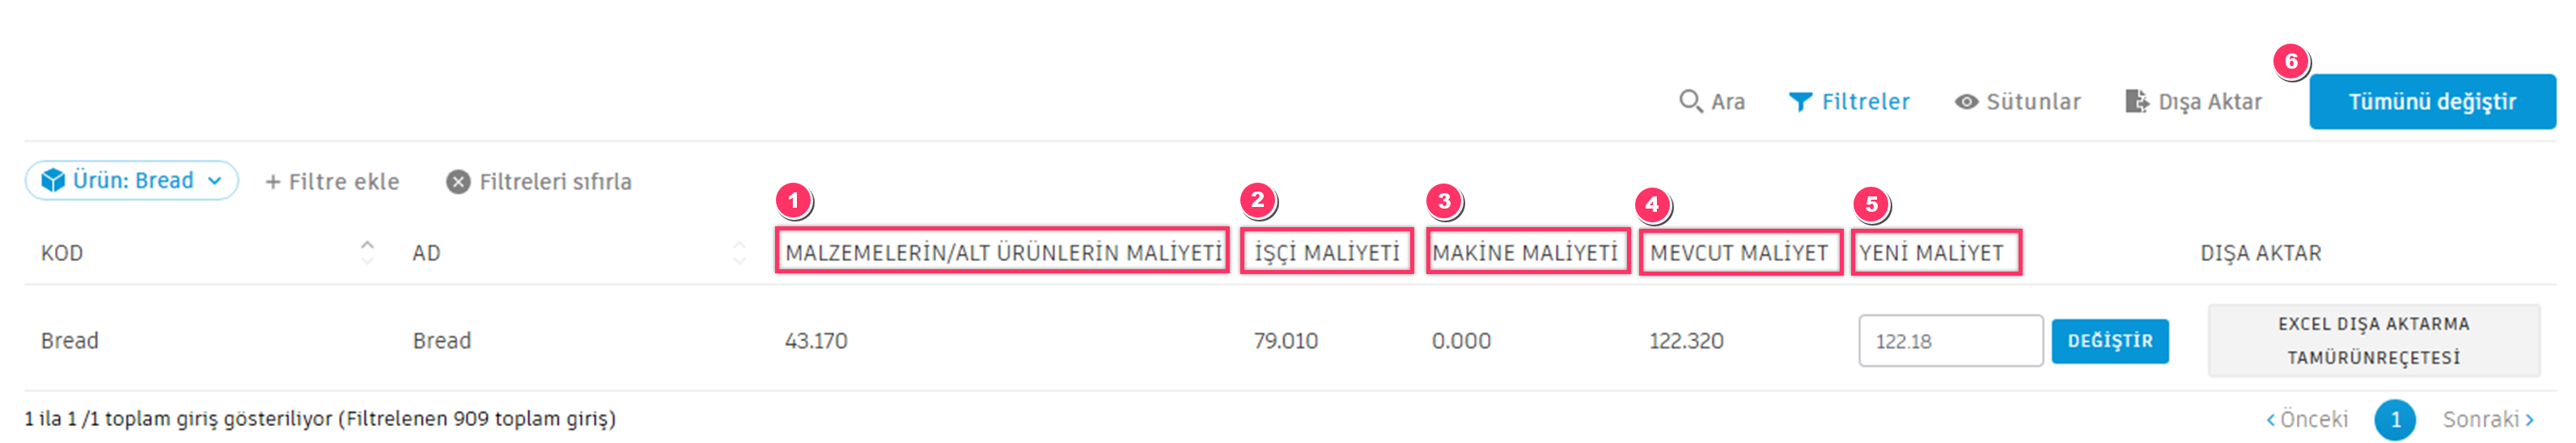 6
Ara Filtreler Sütunlar Dışa Aktar Tümünü değiştir
Ürün: Bread + Filtre ekle Filtreleri sıfırla
1 2 3 4 5
KOD AD MALZEMELERİN/ALT ÜRÜNLERİN MALİYETİ İŞÇİ MALİYETİ MAKİNE MALİYETİ MEVCUT MALİYET YENİ MALİYET DIŞA AKTAR
Bread Bread 43.170 79.010 0.000 122.320 122.18 DEĞİŞTİR EXCEL DIŞA AKTARMA
TAMÜRÜNREÇETESİ
1 ila 1 /1 toplam giriş gösteriliyor (Filtrelenen 909 toplam giriş) ‹ Önceki 1 Sonraki ›